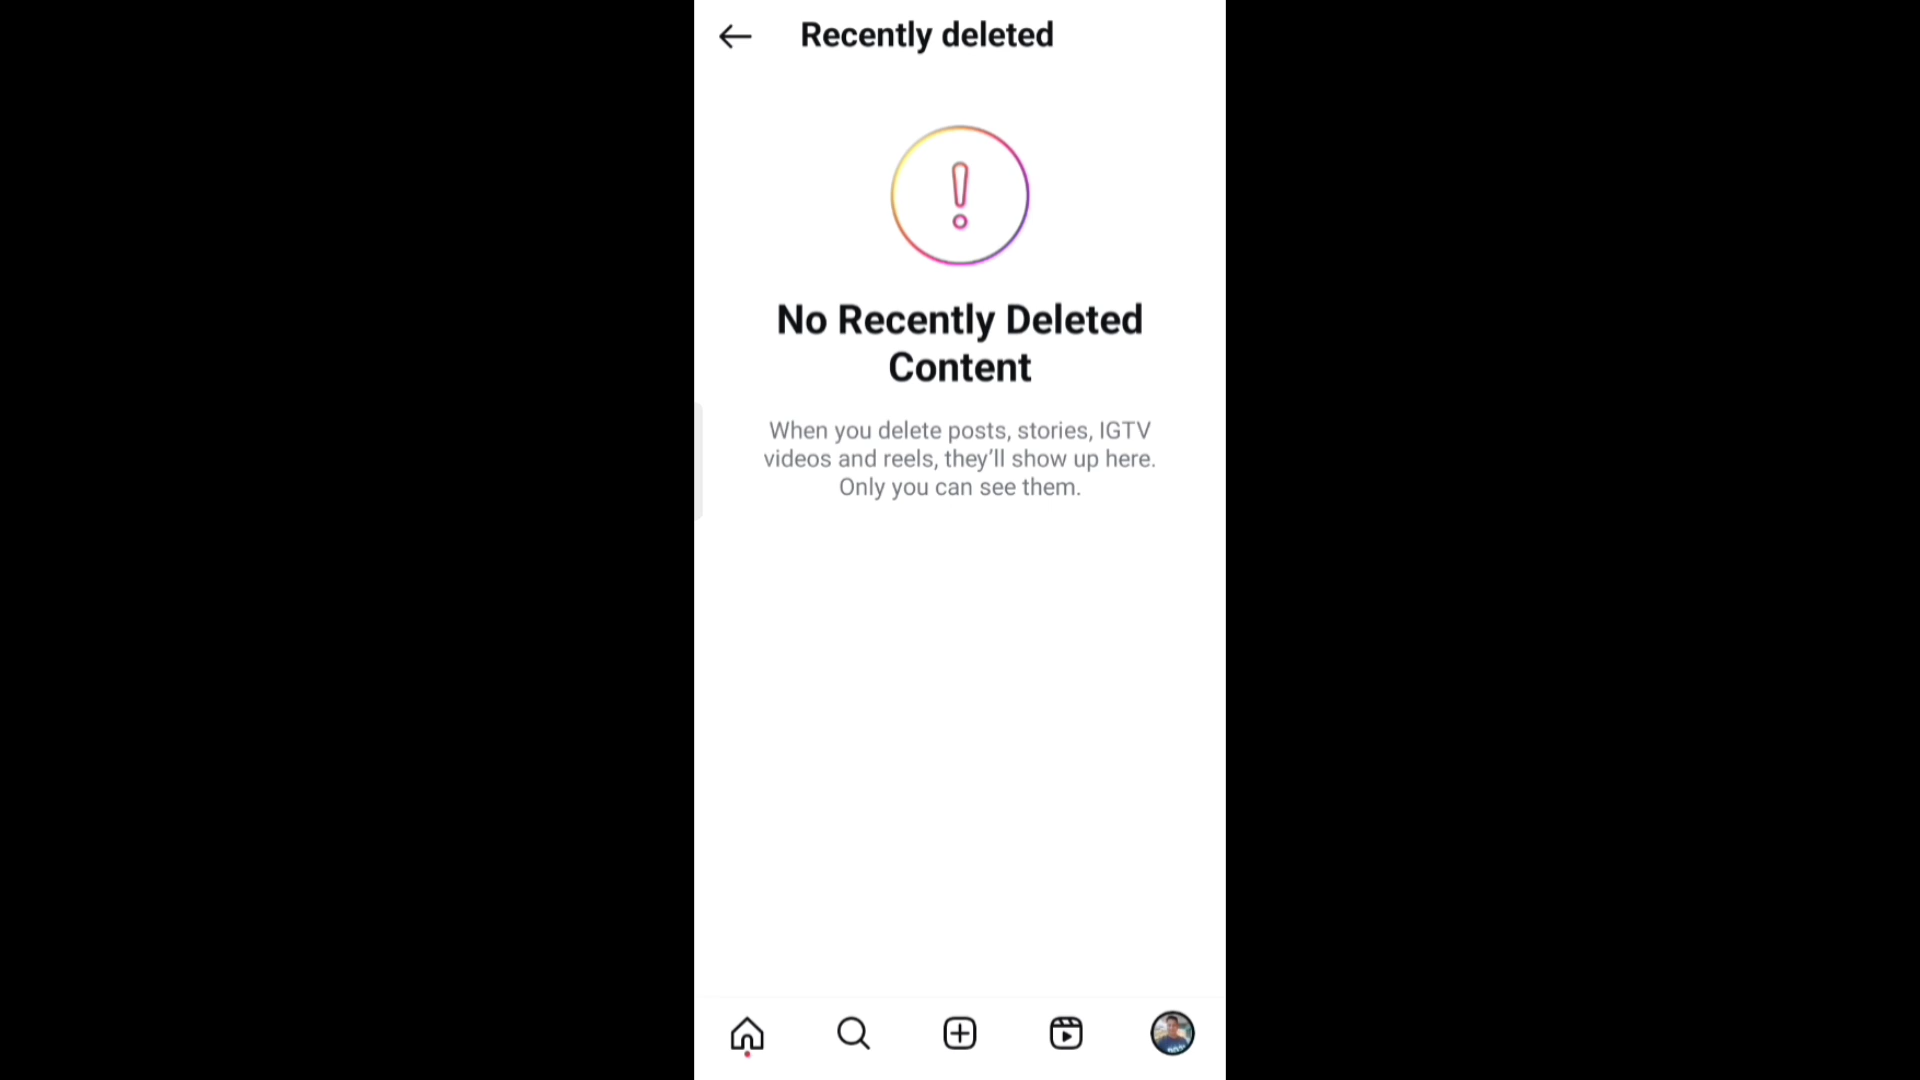 Recently deleted
No Recently Deleted
Content
When you delete posts, stories, IGTV
videos and reels, they’ll show up here.
Only you can see them.